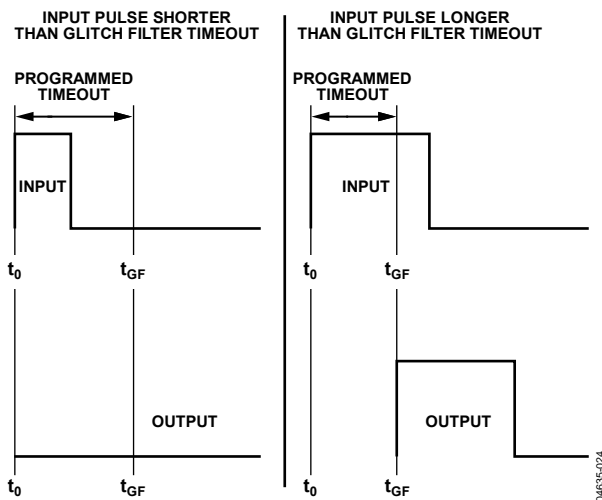 INPUT PULSE SHORTER
THAN GLITCH FILTER TIMEOUT
PROGRAMMED
TIMEOUT
INPUT
t0
tGF
OUTPUT
t0
tGF
INPUT PULSE LONGER
THAN GLITCH FILTER TIMEOUT
PROGRAMMED
TIMEOUT
INPUT
t0
tGF
OUTPUT
t0
tGF
04635-024